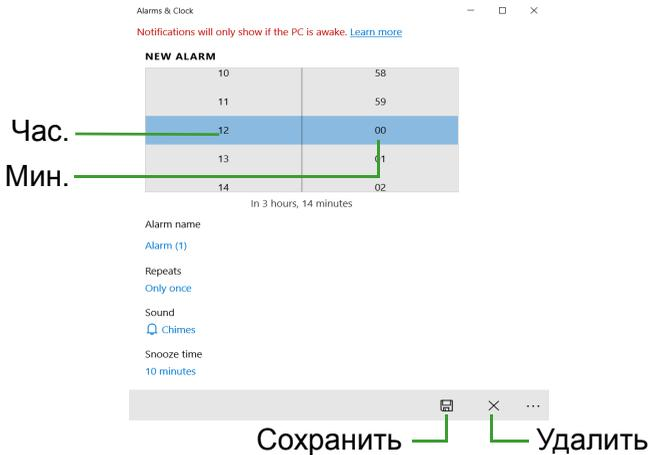 Alarms & Clock
Notifications will only show if the PC is awake. Learn more
NEW ALARM
10 58
11 59
Час. 12 00
13 01
Мин.
14 02
In 3 hours, 14 minutes
Alarm name
Alarm (1)
Repeats
Only once
Sound
Chimes
Snooze time
10 minutes
Сохранить Удалить